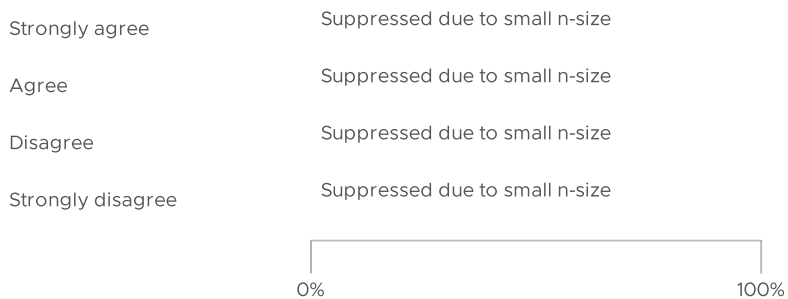 Strongly agree Suppressed due to small n-size
Agree Suppressed due to small n-size
Disagree Suppressed due to small n-size
Strongly disagree Suppressed due to small n-size
0% 100%